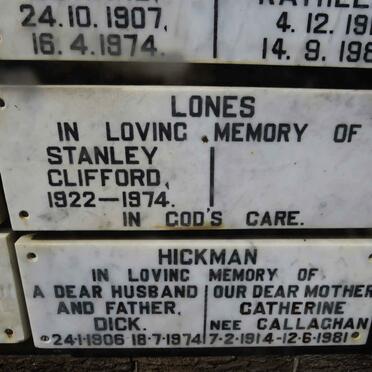 24.10.1907,
16.4.1974.
4.12.19
14.9.198
LONES
IN LOVING MEMORY OF
STANLEY
CLIFFORD,
1922—1974.
IN GOD'S CARE.
HICKMAN
IN LOVING MEMORY OF
A DEAR HUSBAND
AND FATHER,
DICK.
24·1·1906 18·7·1974
OUR DEAR MOTHER
CATHERINE
NEE CALLAGHAN
7·2·1914-12·6·1981